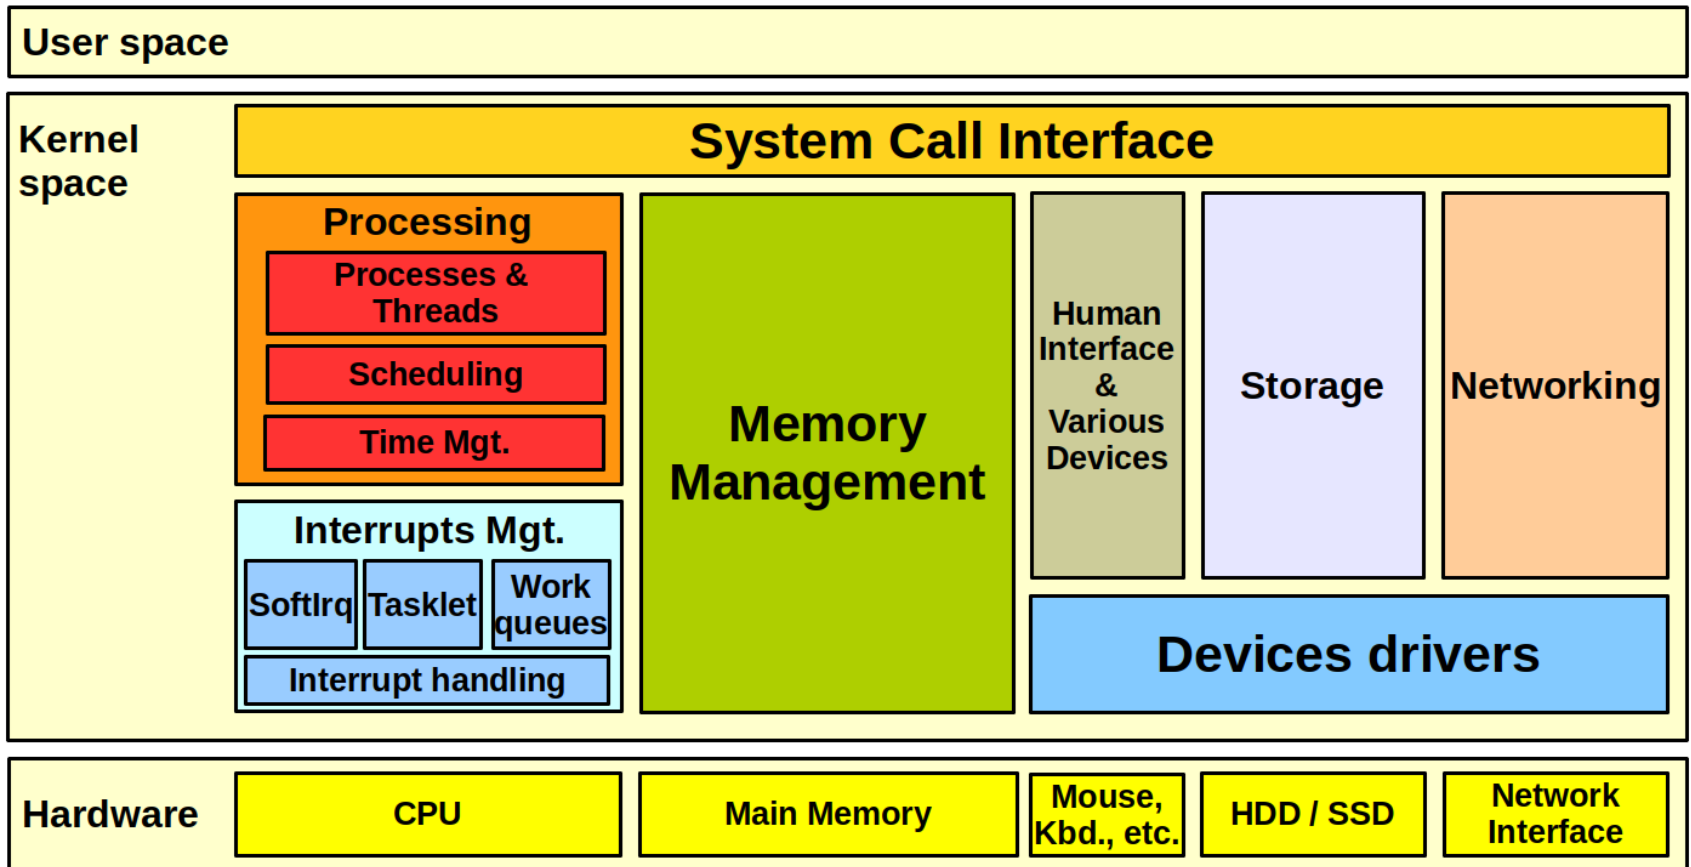 User space
Kernel
space
System Call Interface
Processing
Processes &
Threads
Scheduling
Time Mgt.
Interrupts Mgt.
SoftIrq
Tasklet
Work
queues
Interrupt handling
Memory
Management
Human
Interface
&
Various
Devices
Storage
Networking
Devices drivers
Hardware
CPU
Main Memory
Mouse,
Kbd., etc.
HDD / SSD
Network
Interface